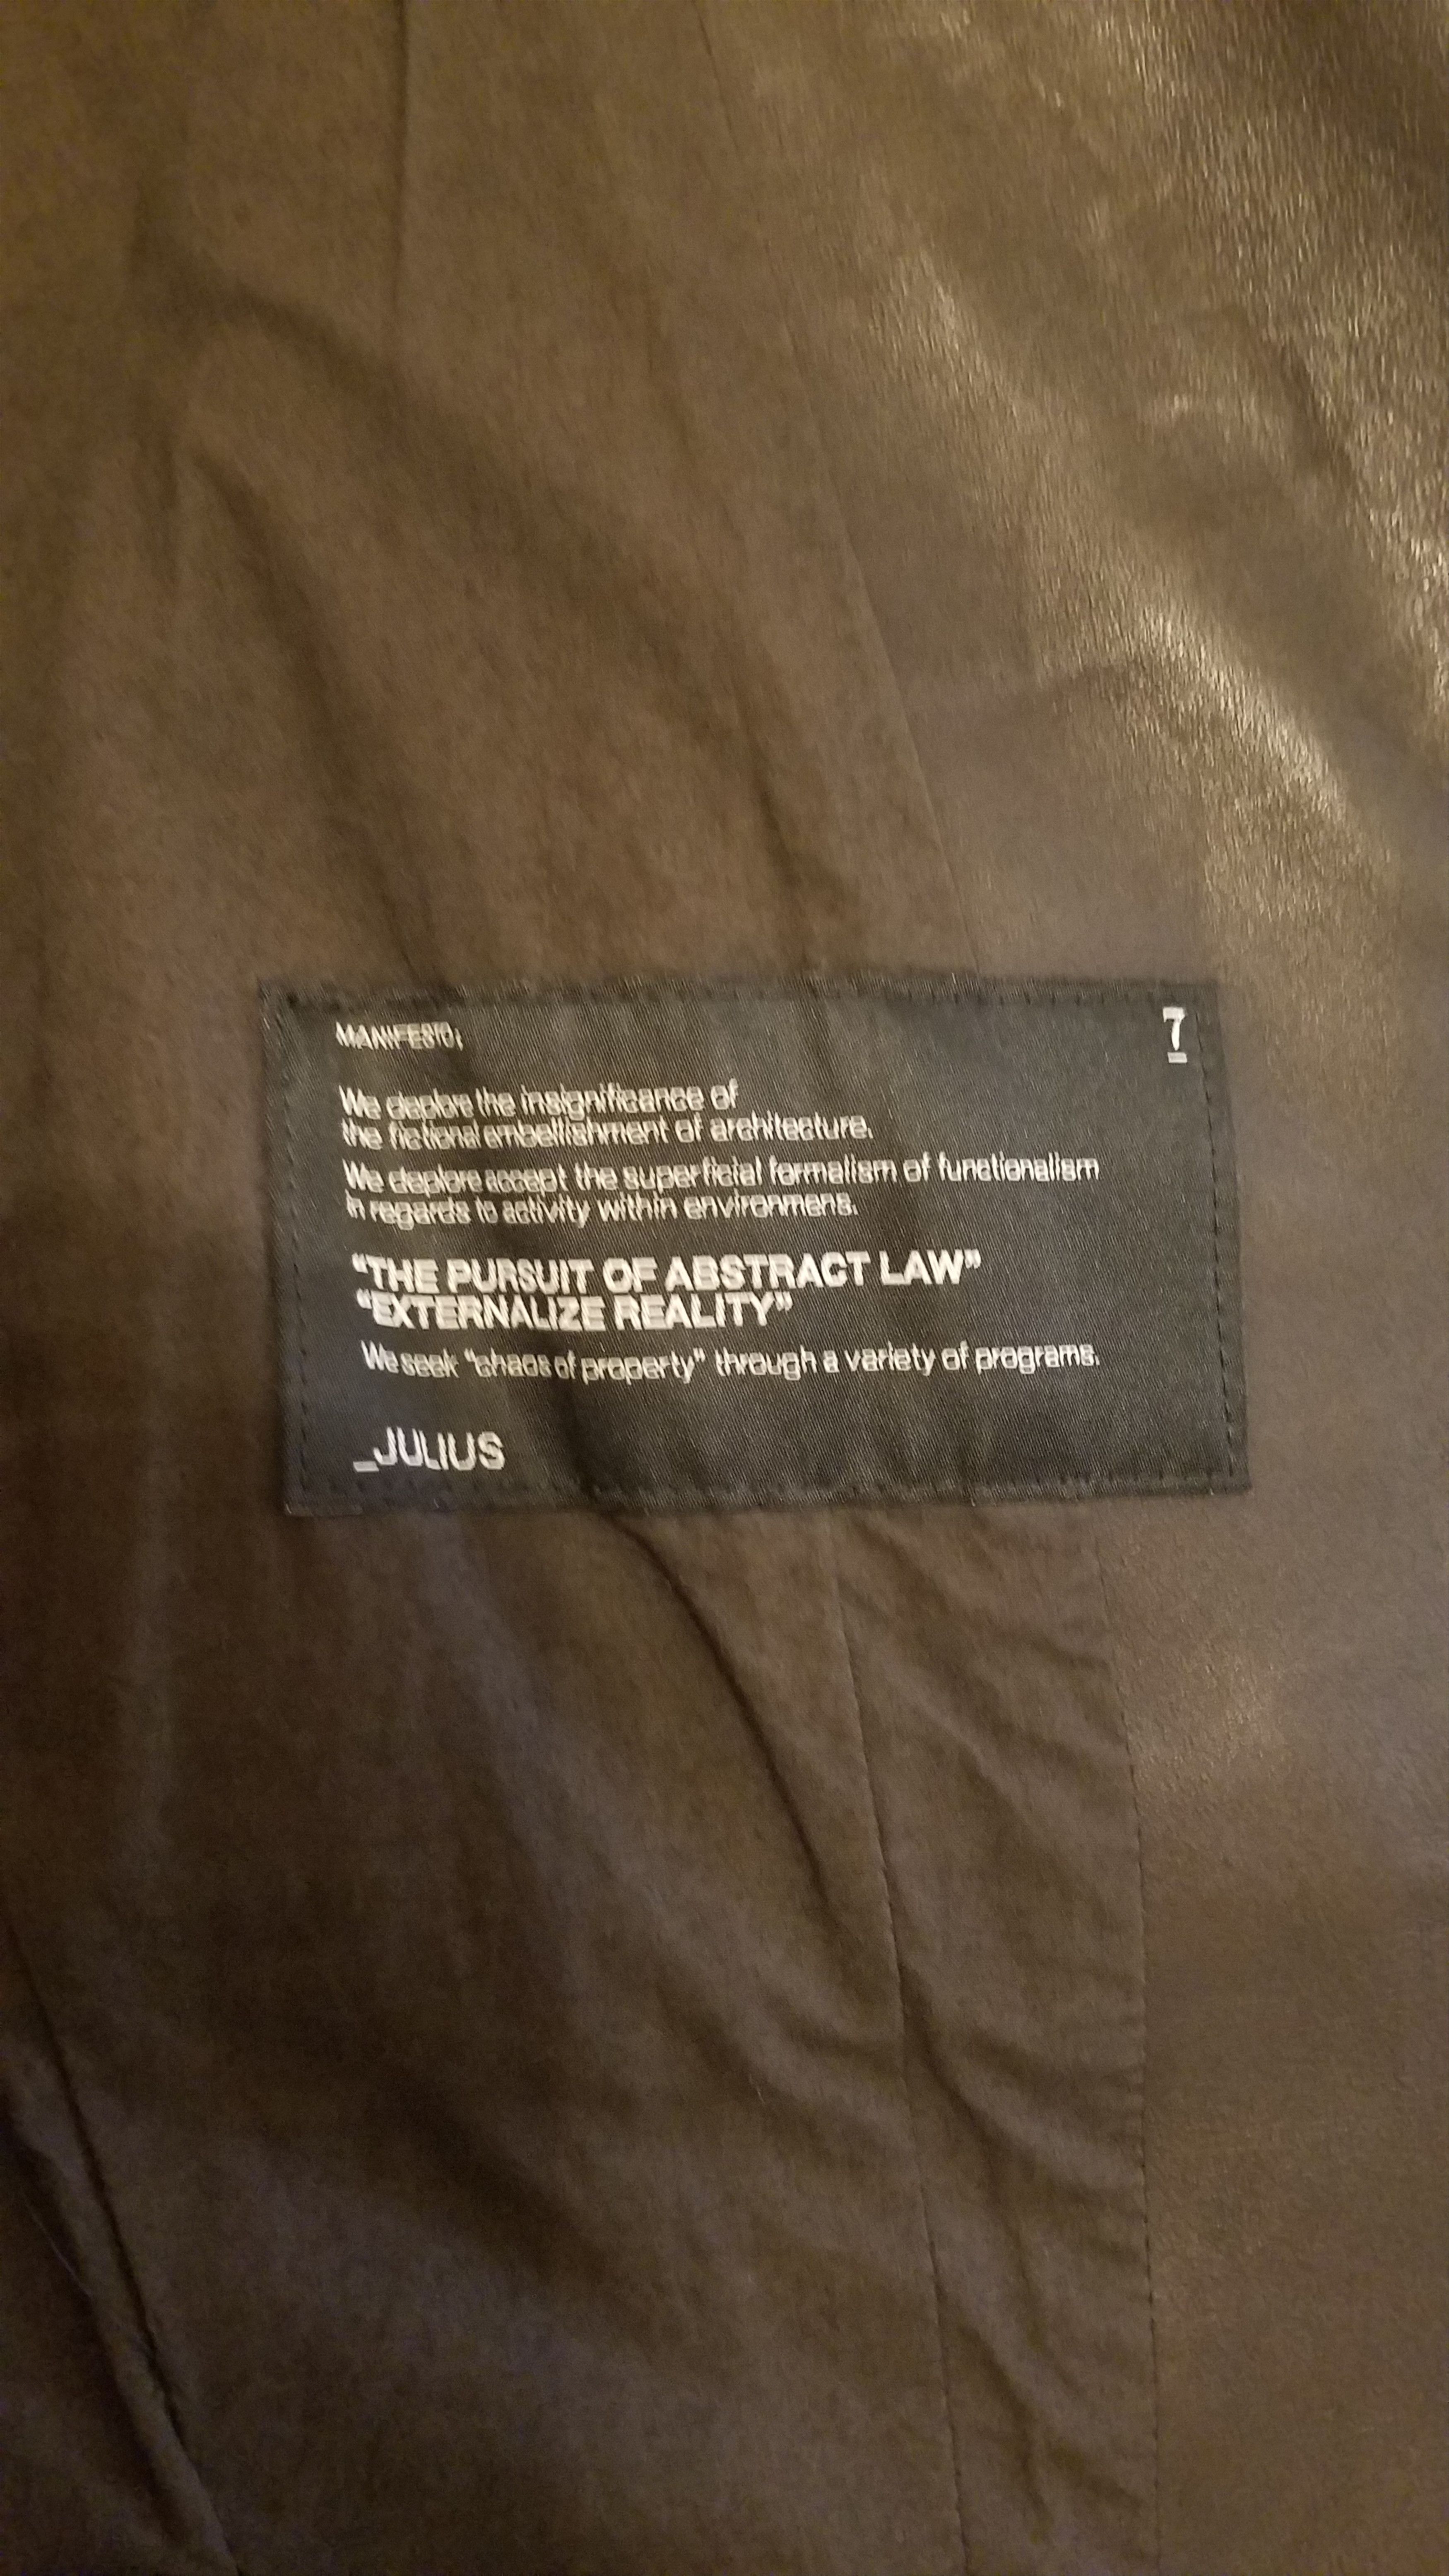 MANIFESTO; 7
We deplore the insignificance of
the fictional embellishment of architecture.
We deplore accept the superficial formalism of functionalism
in regards to activity within environmens.
“THE PURSUIT OF ABSTRACT LAW”
“EXTERNALIZE REALITY”
We seek “chaos of property” through a variety of programs.
_JULIUS